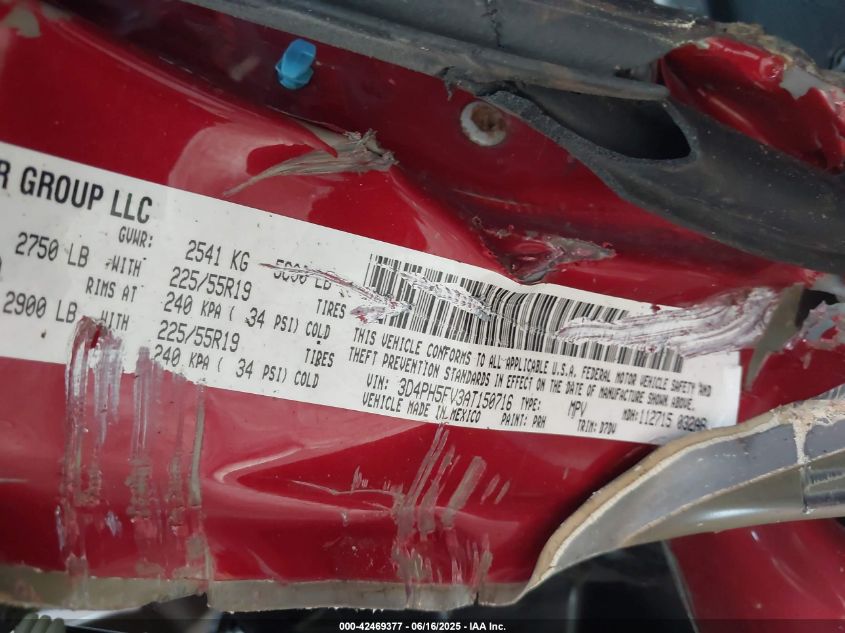 R GROUP LLC
GVWR: 2541 KG LB
2750 LB WITH 225/55R19 TIRES
RIMS AT 240 KPA ( 34 PSI) COLD
2900 LB WITH 225/55R19 TIRES
240 KPA ( 34 PSI) COLD
THIS VEHICLE CONFORMS TO ALL APPLICABLE U.S.A. FEDERAL MOTOR VEHICLE SAFETY AND
THEFT PREVENTION STANDARDS IN EFFECT ON THE DATE OF MANUFACTURE SHOWN ABOVE.
VIN: 3D4PH5FV3AT150716 TYPE: MPV MDH: 112715
VEHICLE MADE IN MEXICO PAINT: PRH TRIM: D7DV
000-42469377 - 06/16/2025 - IAA Inc.